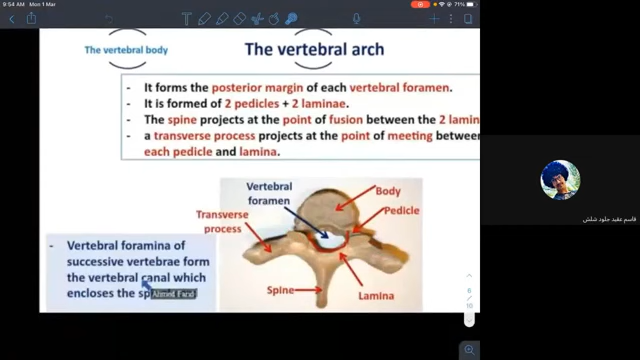 9:54 AM Mon 1 Mar
71%
The vertebral body
The vertebral arch
- It forms the posterior margin of each vertebral foramen.
- It is formed of 2 pedicles + 2 laminae.
- The spine projects at the point of fusion between the 2 lamin
- a transverse process projects at the point of meeting between
each pedicle and lamina.
Vertebral
foramen
Body
Pedicle
Transverse
process
- Vertebral foramina of
successive vertebrae form
the vertebral canal which
encloses the sp
Ahmed Farid
Spine
Lamina
قاسم عقيد جلود شلش
6
10